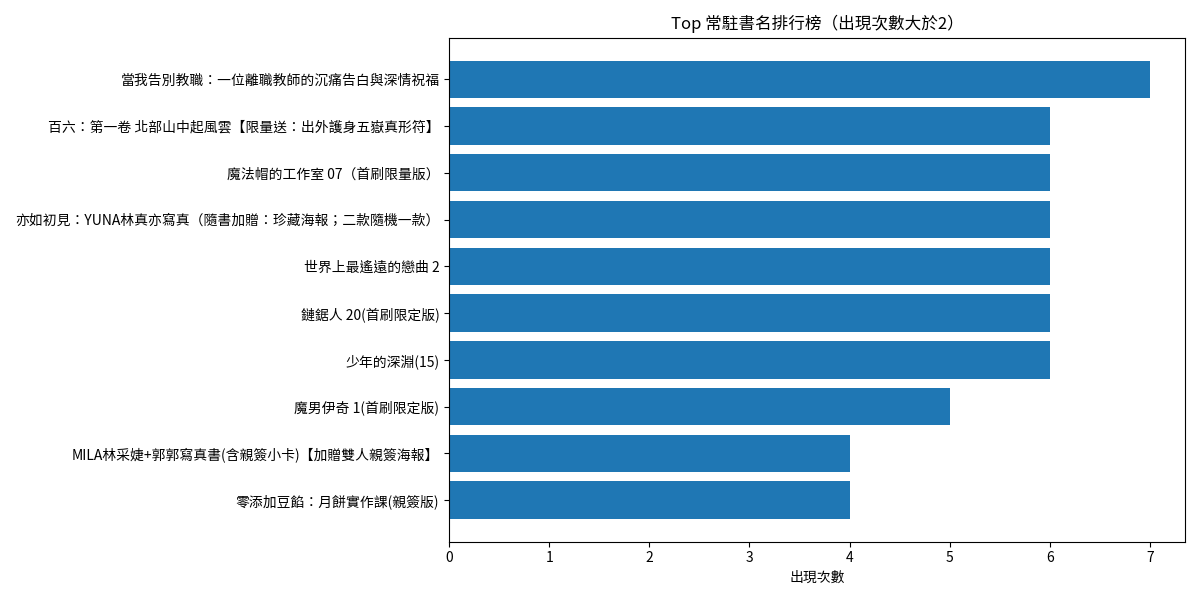 Top 常駐書名排行榜（出現次數大於2）
當我告別教職：一位離職教師的沉痛告白與深情祝福
百六：第一卷 北部山中起風雲【限量送：出外護身五嶽真形符】
魔法帽的工作室 07（首刷限量版）
亦如初見：YUNA林真亦寫真（隨書加贈：珍藏海報；二款隨機一款）
世界上最遙遠的戀曲 2
鏈鋸人 20(首刷限定版)
少年的深淵(15)
魔男伊奇 1(首刷限定版)
MILA林采婕+郭郭寫真書(含親簽小卡)【加贈雙人親簽海報】
零添加豆餡：月餅實作課(親簽版)
0 1 2 3 4 5 6 7
出現次數